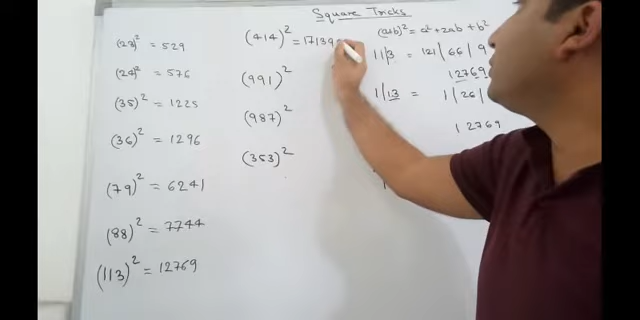 Square Tricks
(23)² = 529
(24)² = 576
(35)² = 1225
(36)² = 1296
(79)² = 6241
(88)² = 7744
(113)² = 12769
(414)² = 17139
(991)²
(987)²
(353)²
(a+b)² = a² + 2ab + b²
11|3 = 121|66|9
12769
1|13 = 1|26|
12769